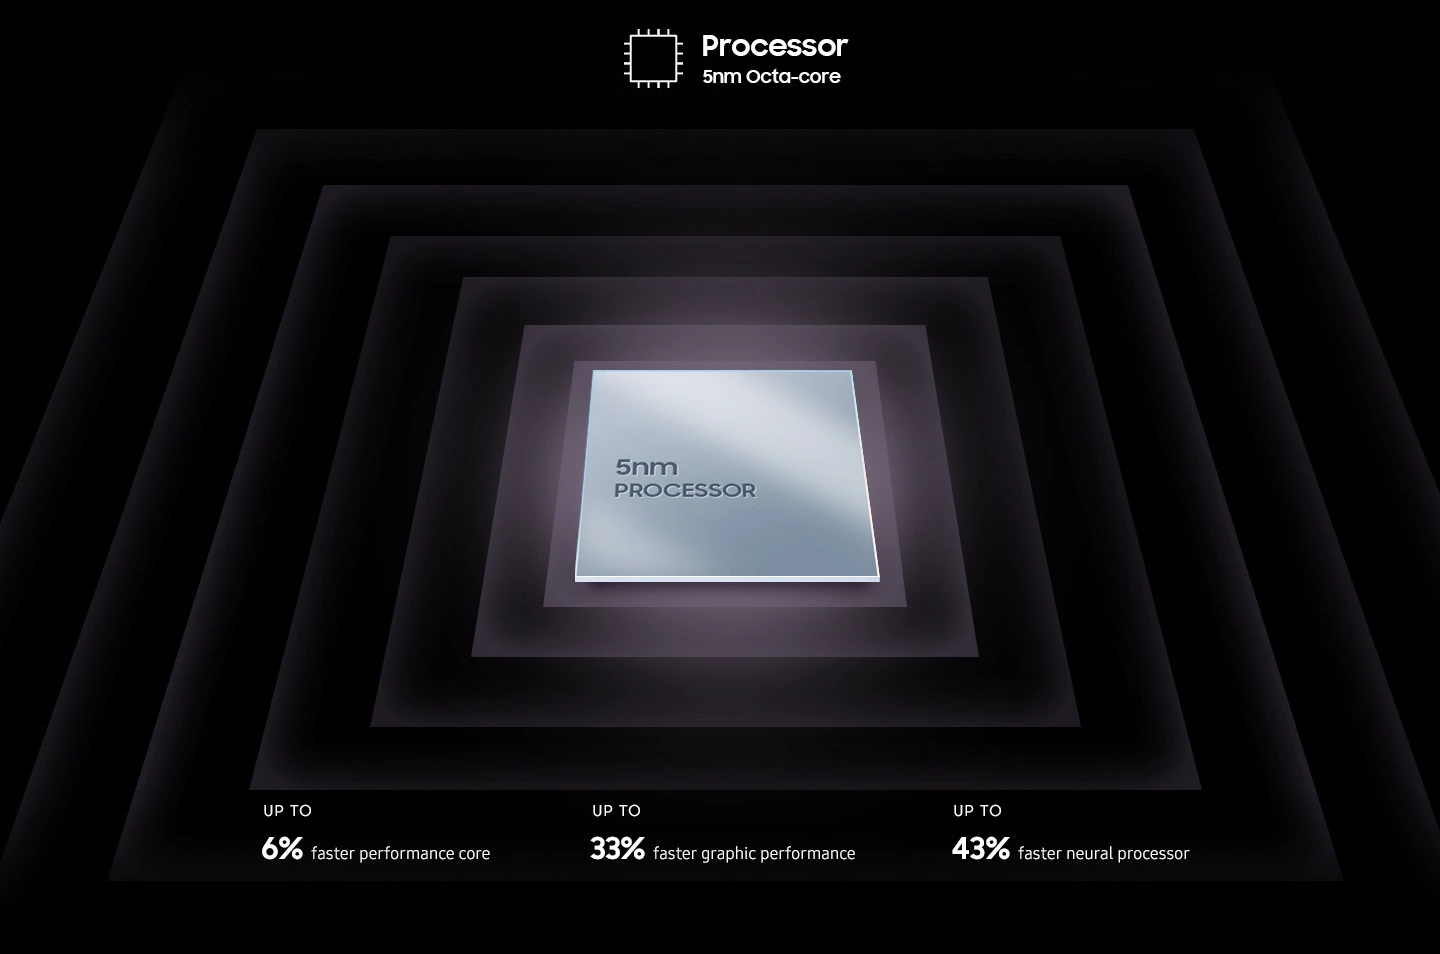 Processor
5nm Octa-core
5nm
PROCESSOR
UP TO
6% faster performance core
UP TO
33% faster graphic performance
UP TO
43% faster neural processor